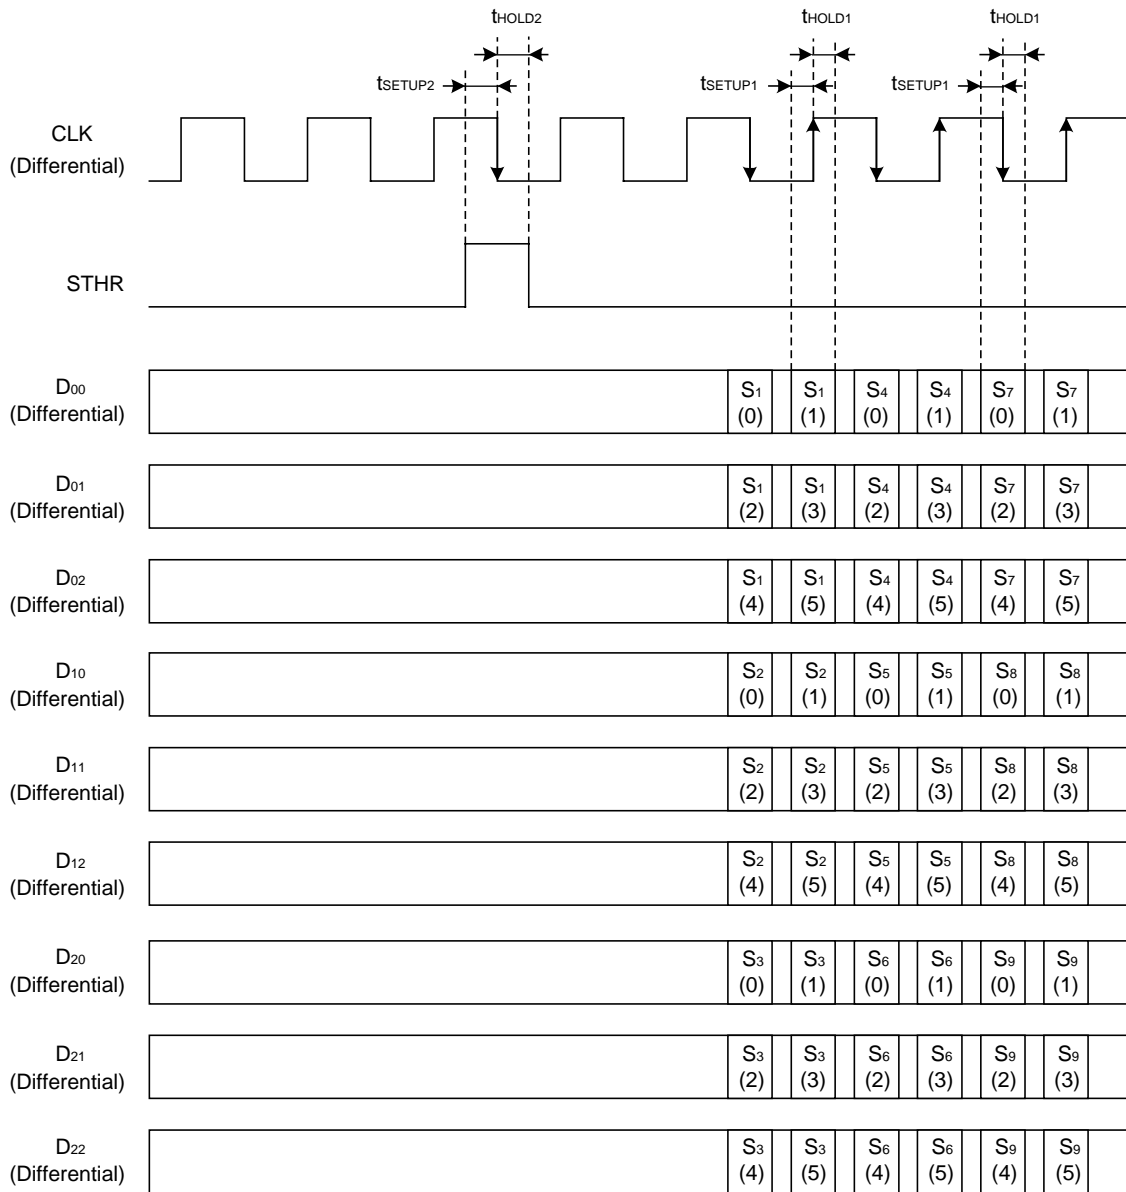 tHOLD2 tHOLD1 tHOLD1
tSETUP2 tSETUP1 tSETUP1
CLK
(Differential)
STHR
D00
(Differential)
S1 S1 S4 S4 S7 S7
(0) (1) (0) (1) (0) (1)
D01
(Differential)
S1 S1 S4 S4 S7 S7
(2) (3) (2) (3) (2) (3)
D02
(Differential)
S1 S1 S4 S4 S7 S7
(4) (5) (4) (5) (4) (5)
D10
(Differential)
S2 S2 S5 S5 S8 S8
(0) (1) (0) (1) (0) (1)
D11
(Differential)
S2 S2 S5 S5 S8 S8
(2) (3) (2) (3) (2) (3)
D12
(Differential)
S2 S2 S5 S5 S8 S8
(4) (5) (4) (5) (4) (5)
D20
(Differential)
S3 S3 S6 S6 S9 S9
(0) (1) (0) (1) (0) (1)
D21
(Differential)
S3 S3 S6 S6 S9 S9
(2) (3) (2) (3) (2) (3)
D22
(Differential)
S3 S3 S6 S6 S9 S9
(4) (5) (4) (5) (4) (5)